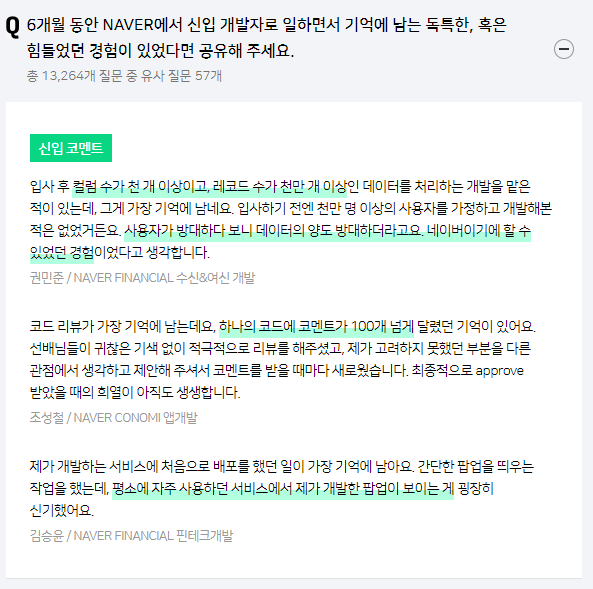 Q 6개월 동안 NAVER에서 신입 개발자로 일하면서 기억에 남는 독특한, 혹은
힘들었던 경험이 있었다면 공유해 주세요.
총 13,264개 질문 중 유사 질문 57개
신입 코멘트
입사 후 컬럼 수가 천 개 이상이고, 레코드 수가 천만 개 이상인 데이터를 처리하는 개발을 맡은
적이 있는데, 그게 가장 기억에 남네요. 입사하기 전엔 천만 명 이상의 사용자를 가정하고 개발해본
적은 없었거든요. 사용자가 방대하다 보니 데이터의 양도 방대하더라고요. 네이버이기에 할 수
있었던 경험이었다고 생각합니다.
권민준 / NAVER FINANCIAL 수신&여신 개발
코드 리뷰가 가장 기억에 남는데요, 하나의 코드에 코멘트가 100개 넘게 달렸던 기억이 있어요.
선배님들이 귀찮은 기색 없이 적극적으로 리뷰를 해주셨고, 제가 고려하지 못했던 부분을 다른
관점에서 생각하고 제안해 주셔서 코멘트를 받을 때마다 새로웠습니다. 최종적으로 approve
받았을 때의 희열이 아직도 생생합니다.
조성철 / NAVER CONOMI 앱개발
제가 개발하는 서비스에 처음으로 배포를 했던 일이 가장 기억에 남아요. 간단한 팝업을 띄우는
작업을 했는데, 평소에 자주 사용하던 서비스에서 제가 개발한 팝업이 보이는 게 굉장히
신기했어요.
김승윤 / NAVER FINANCIAL 핀테크개발